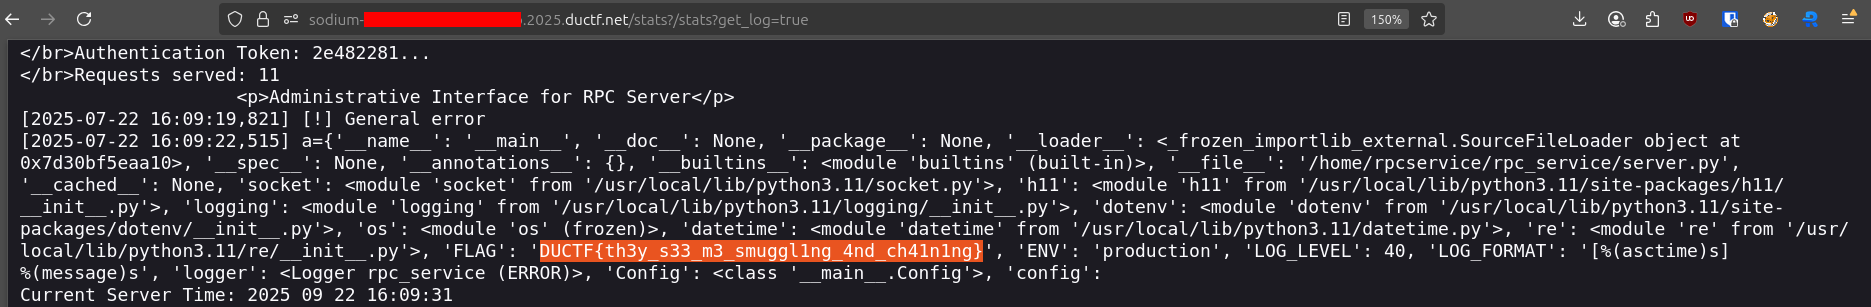 sodium- .2025.ductf.net/stats?/stats?get_log=true 150%
</br>Authentication Token: 2e482281...
</br>Requests served: 11
<p>Administrative Interface for RPC Server</p>
[2025-07-22 16:09:19,821] [!] General error
[2025-07-22 16:09:22,515] a={'__name__': '__main__', '__doc__': None, '__package__': None, '__loader__': <_frozen_importlib_external.SourceFileLoader object at
0x7d30bf5eaa10>, '__spec__': None, '__annotations__': {}, '__builtins__': <module 'builtins' (built-in)>, '__file__': '/home/rpcservice/rpc_service/server.py',
'__cached__': None, 'socket': <module 'socket' from '/usr/local/lib/python3.11/socket.py'>, 'h11': <module 'h11' from '/usr/local/lib/python3.11/site-packages/h11/
__init__.py'>, 'logging': <module 'logging' from '/usr/local/lib/python3.11/logging/__init__.py'>, 'dotenv': <module 'dotenv' from '/usr/local/lib/python3.11/site-
packages/dotenv/__init__.py'>, 'os': <module 'os' (frozen)>, 'datetime': <module 'datetime' from '/usr/local/lib/python3.11/datetime.py'>, 're': <module 're' from '/usr/
local/lib/python3.11/re/__init__.py'>, 'FLAG': 'DUCTF{th3y_s33_m3_smuggl1ng_4nd_ch41n1ng}', 'ENV': 'production', 'LOG_LEVEL': 40, 'LOG_FORMAT': '[%(asctime)s]
%(message)s', 'logger': <Logger rpc_service (ERROR)>, 'Config': <class '__main__.Config'>, 'config':
Current Server Time: 2025 09 22 16:09:31